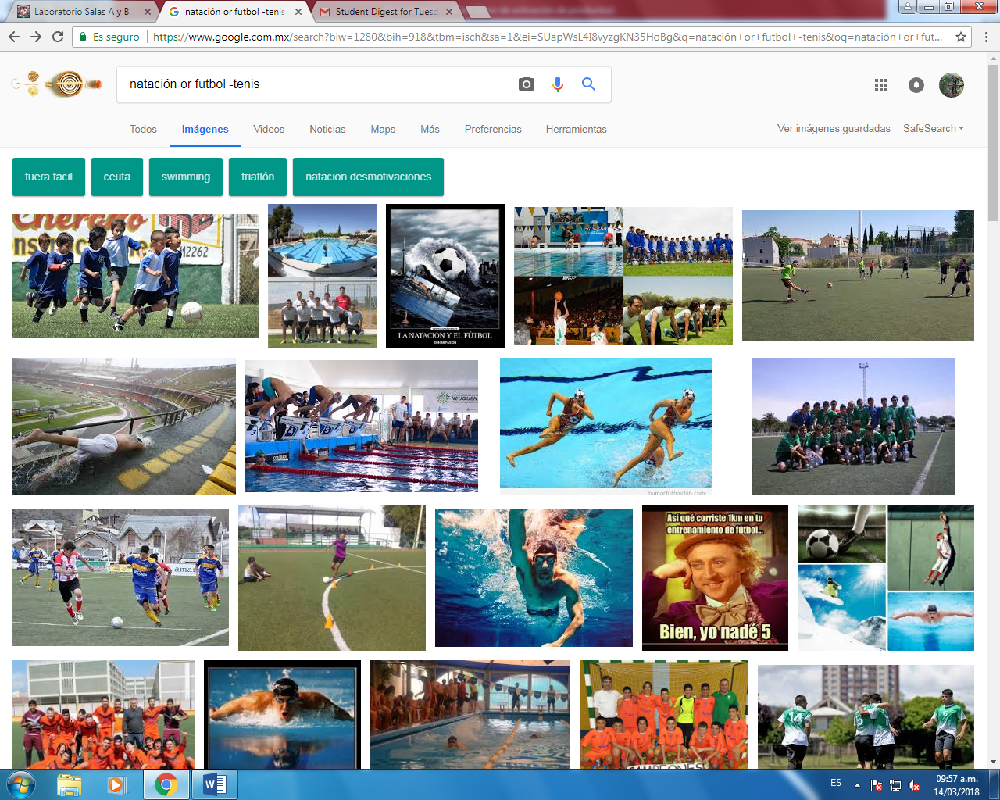 Laboratorio Salas A y B
natación or futbol -tenis
Student Digest for Tuesd
Es seguro
https://www.google.com.mx/search?biw=1280&bih=918&tbm=isch&sa=1&ei=SUapWsL4I8vyzgKN35HoBg&q=natación+or+futbol+-tenis&oq=natación+or+fut...
natación or futbol -tenis
Todos
Imágenes
Videos
Noticias
Maps
Más
Preferencias
Herramientas
Ver imágenes guardadas
SafeSearch
fuera facil
ceuta
swimming
triatlón
natacion desmotivaciones
12262
LA NATACIÓN Y EL FÚTBOL
NEUQUEN
humorfutbolclub.com
Así qué corriste 1km en tu
entrenamiento de fútbol...
Bien, yo nadé 5
14
ES
09:57 a.m.
14/03/2018